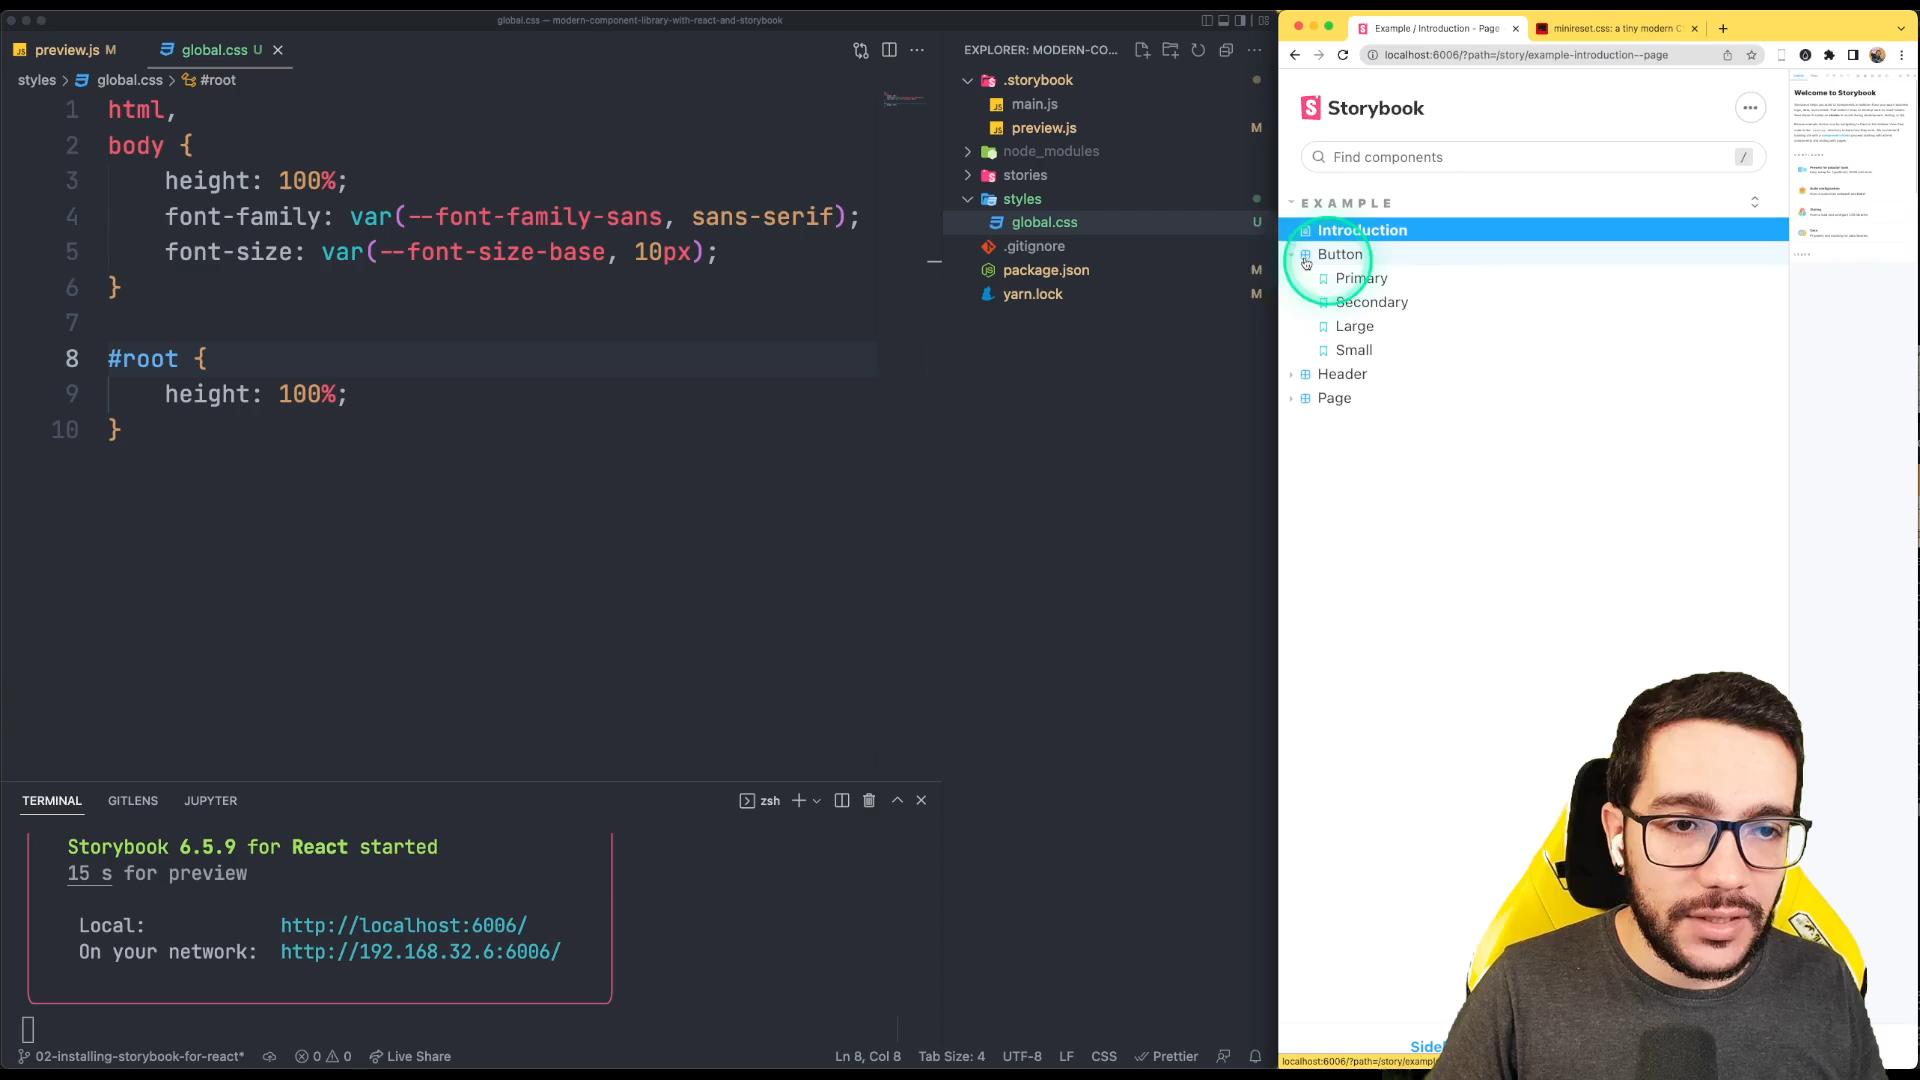 global.css — modern-component-library-with-react-and-storybook
preview.js M
global.css U
styles > global.css > #root
1 html,
2 body {
3 height: 100%;
4 font-family: var(--font-family-sans, sans-serif);
5 font-size: var(--font-size-base, 10px);
6 }
7
8 #root {
9 height: 100%;
10 }
EXPLORER: MODERN-CO...
.storybook
main.js
preview.js M
node_modules
stories
styles
global.css U
.gitignore
package.json M
yarn.lock M
TERMINAL GITLENS JUPYTER
zsh
Storybook 6.5.9 for React started
15 s for preview
Local: http://localhost:6006/
On your network: http://192.168.32.6:6006/
02-installing-storybook-for-react*
0 0
Live Share
Ln 8, Col 8 Tab Size: 4 UTF-8 LF CSS Prettier
Example / Introduction - Page
minireset.css: a tiny modern C
localhost:6006/?path=/story/example-introduction--page
Storybook
Find components /
EXAMPLE
Introduction
Button
Primary
Secondary
Large
Small
Header
Page
Welcome to Storybook
localhost:6006/?path=/story/example